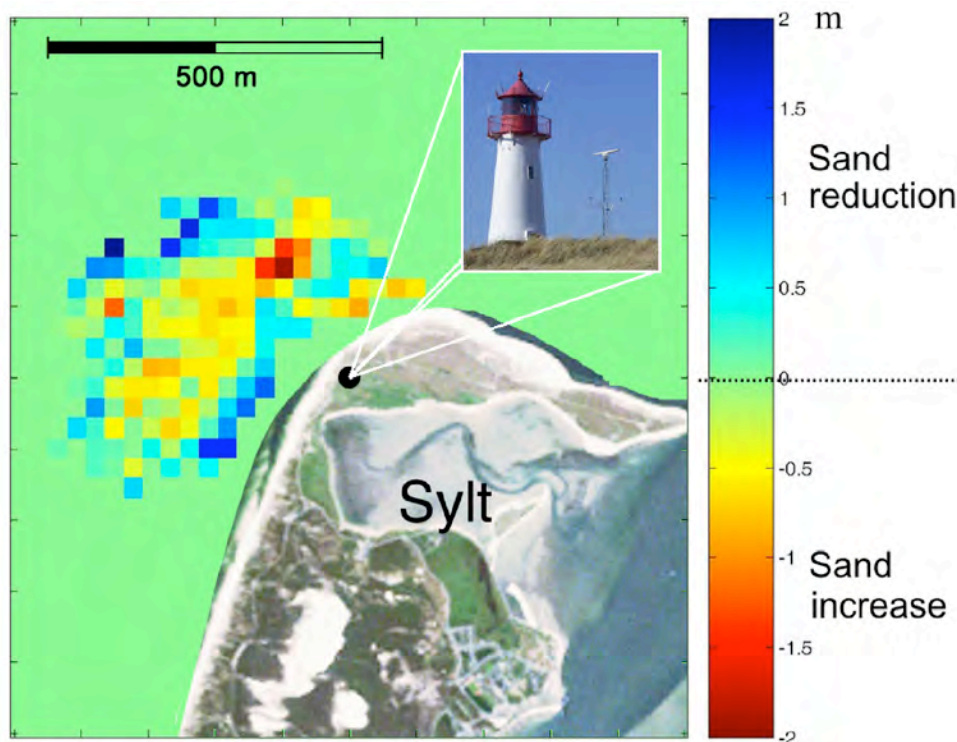 500 m
Sylt
2 m
1.5
1
0.5
0
-0.5
-1
-1.5
-2
Sand
reduction
Sand
increase